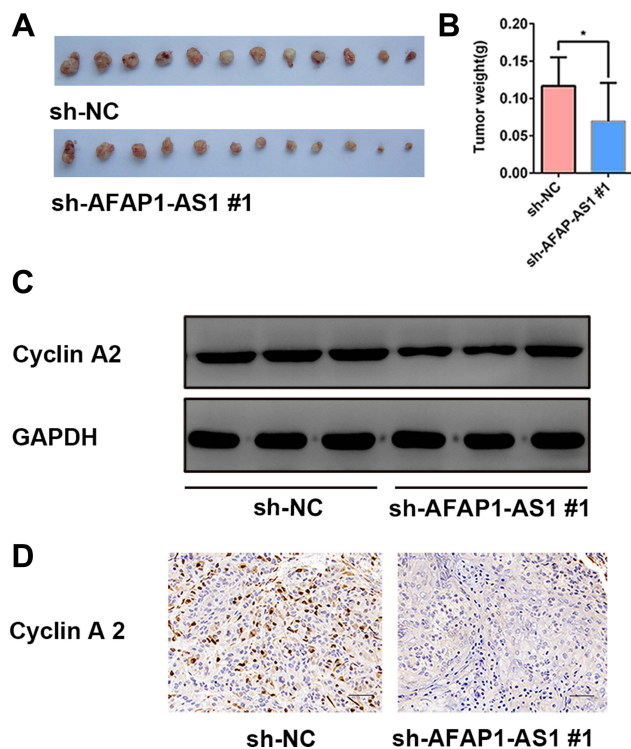 A
sh-NC
sh-AFAP1-AS1 #1
B
Tumor weight(g)
0.20
0.15
0.10
0.05
0.00
*
sh-NC
sh-AFAP-AS1 #1
C
Cyclin A2
GAPDH
sh-NC
sh-AFAP1-AS1 #1
D
Cyclin A 2
sh-NC
sh-AFAP1-AS1 #1